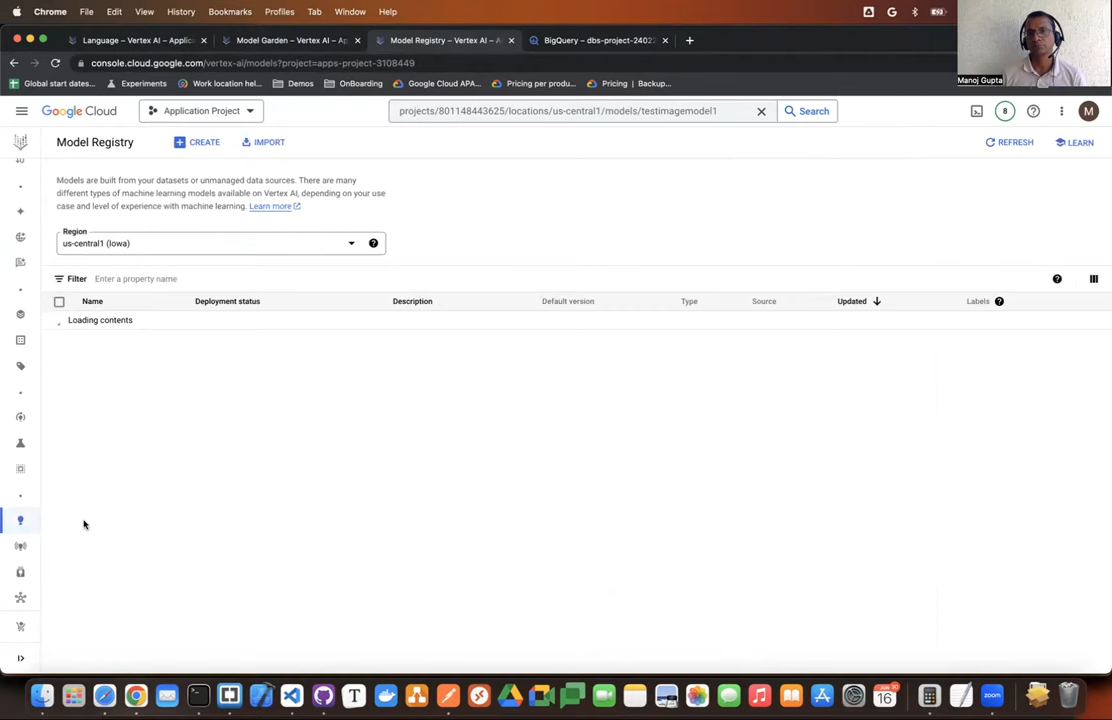 Chrome File Edit View History Bookmarks Profiles Tab Window Help
Language – Vertex AI – Applic
Model Garden – Vertex AI – Ap
Model Registry – Vertex AI – A
BigQuery – dbs-project-24022
console.cloud.google.com/vertex-ai/models?project=apps-project-3108449
Manoj Gupta
Global start dates...
Experiments
Work location hel...
Demos
OnBoarding
Google Cloud APA...
Pricing per produ...
Pricing | Backup...
Google Cloud
Application Project
projects/801148443625/locations/us-central1/models/testimagemodel1
Search
8
M
Model Registry
CREATE
IMPORT
REFRESH
LEARN
Models are built from your datasets or unmanaged data sources. There are many
different types of machine learning models available on Vertex AI, depending on your use
case and level of experience with machine learning. Learn more
Region
us-central1 (Iowa)
Filter Enter a property name
Name Deployment status Description Default version Type Source Updated Labels
Loading contents
16
zoom